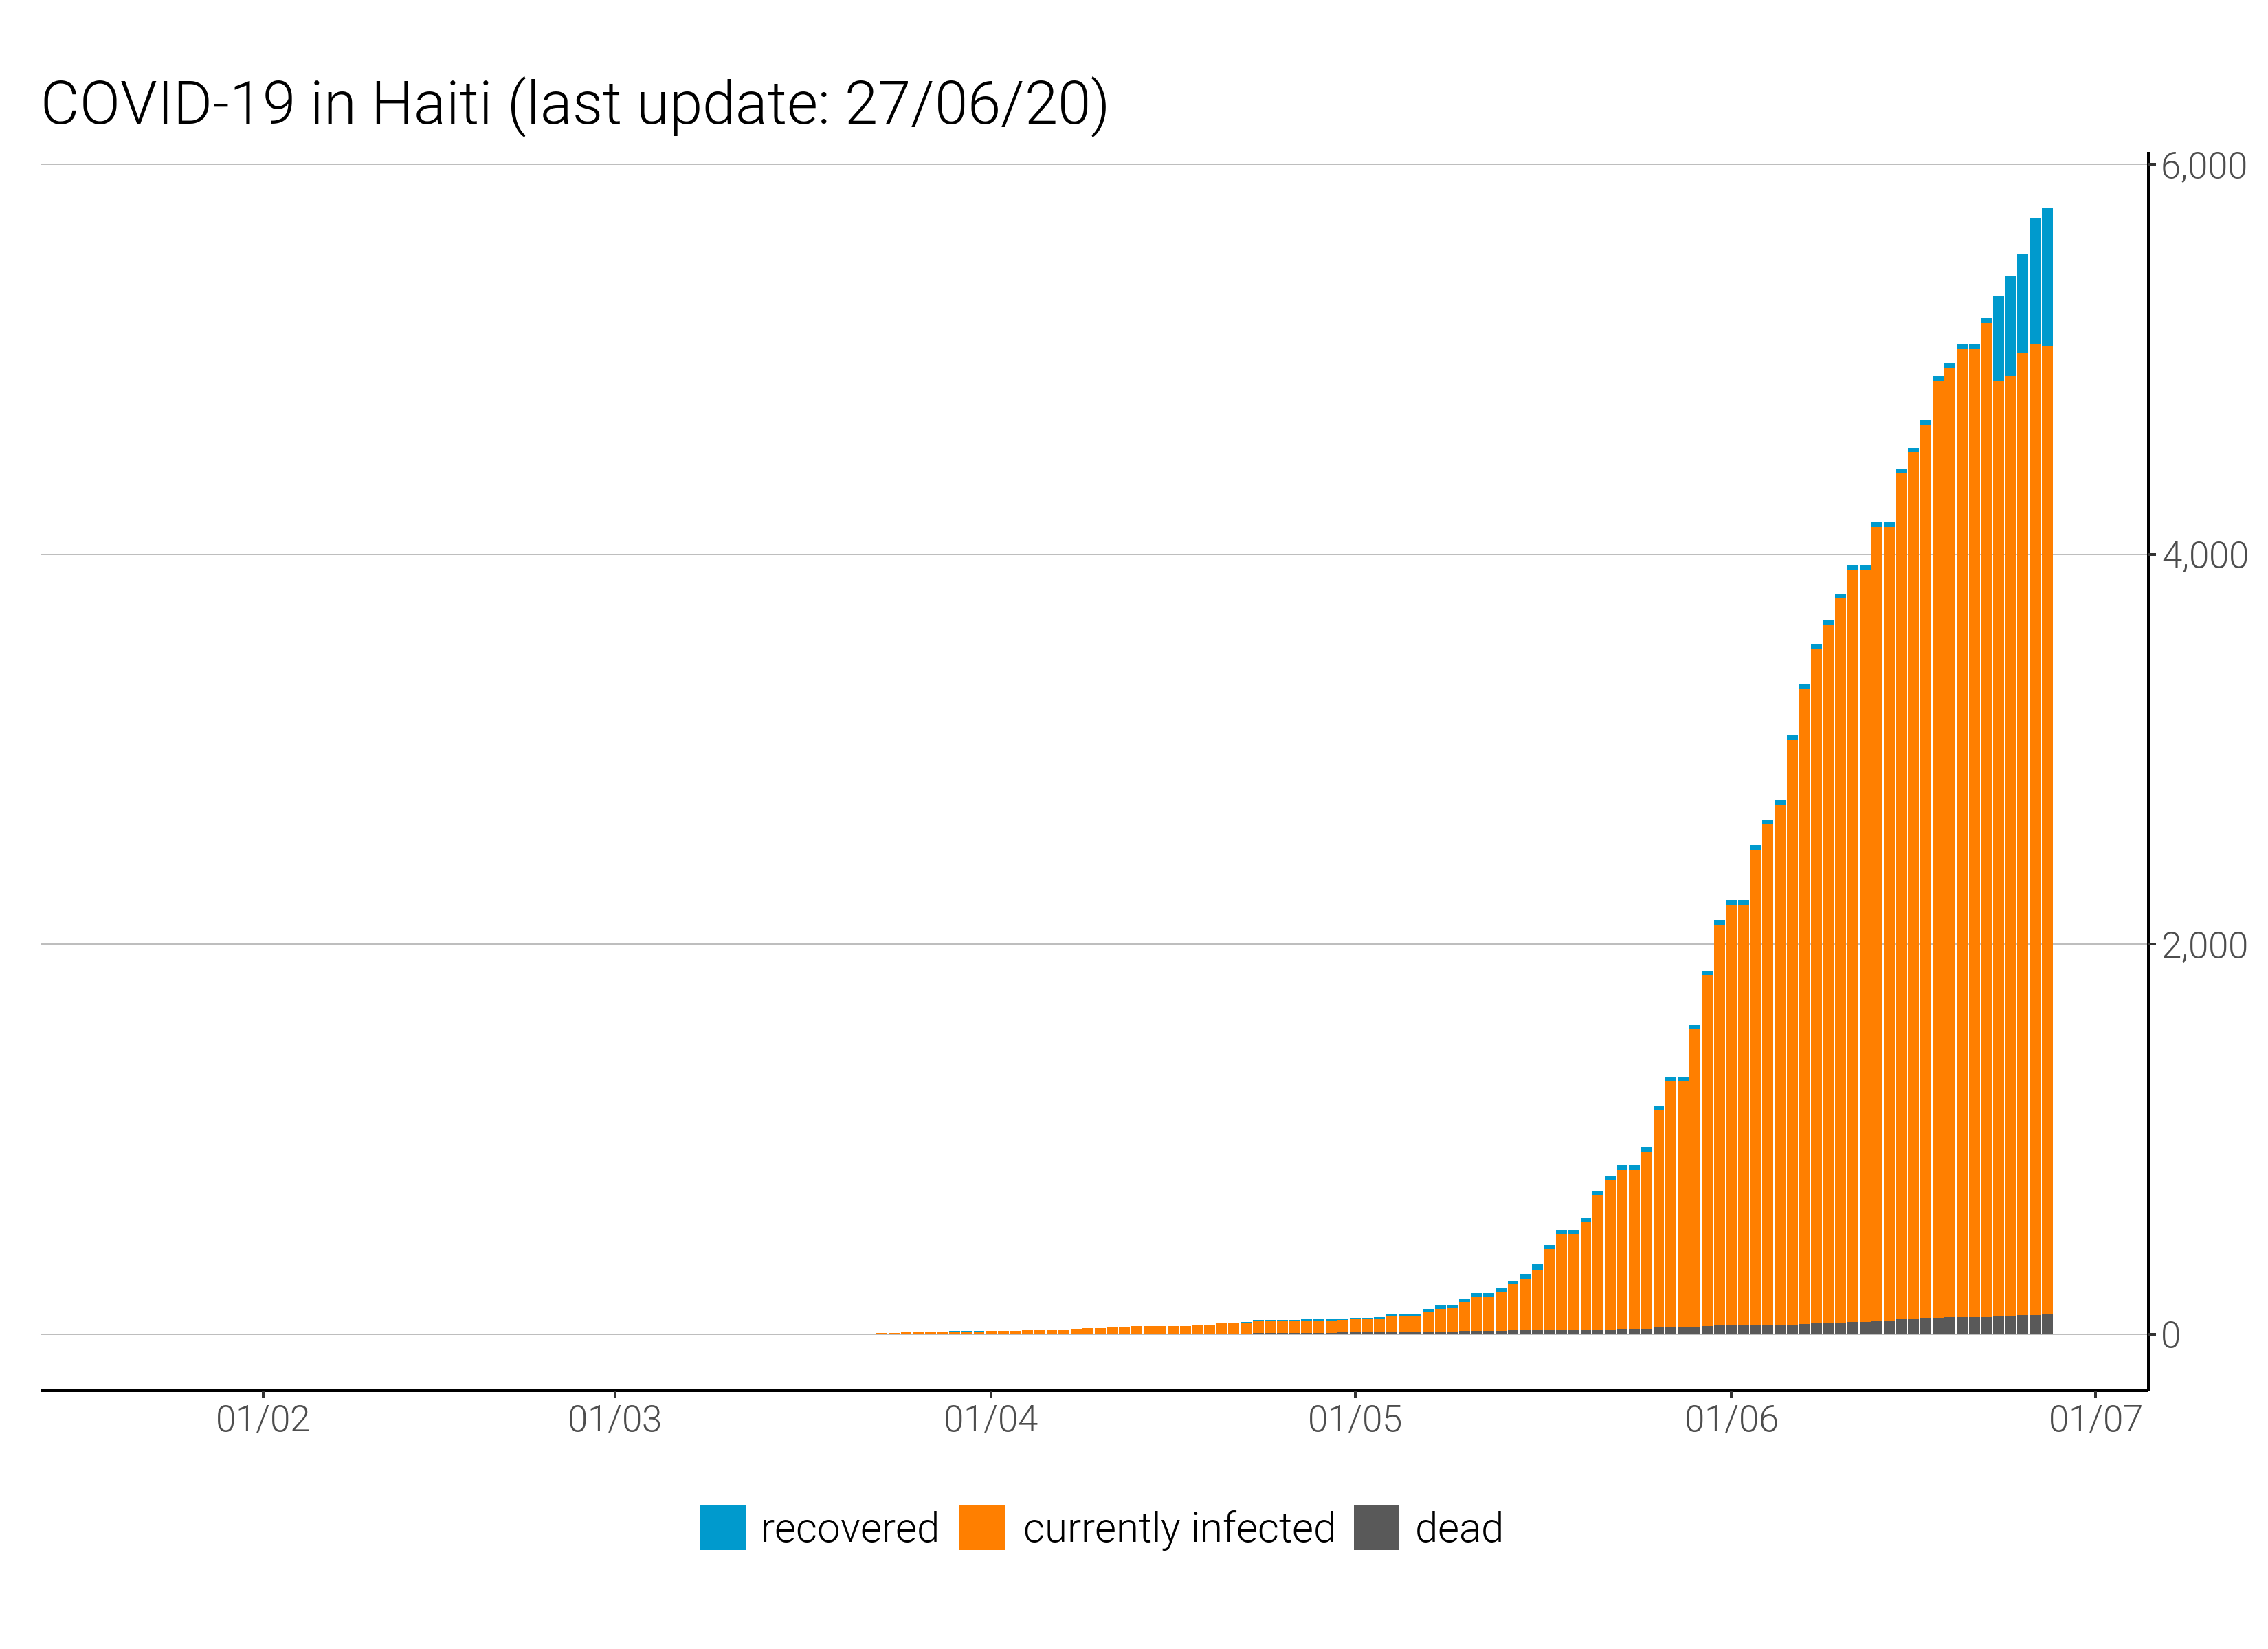 COVID-19 in Haiti (last update: 27/06/20)
6,000
4,000
2,000
0
01/02 01/03 01/04 01/05 01/06 01/07
recovered currently infected dead